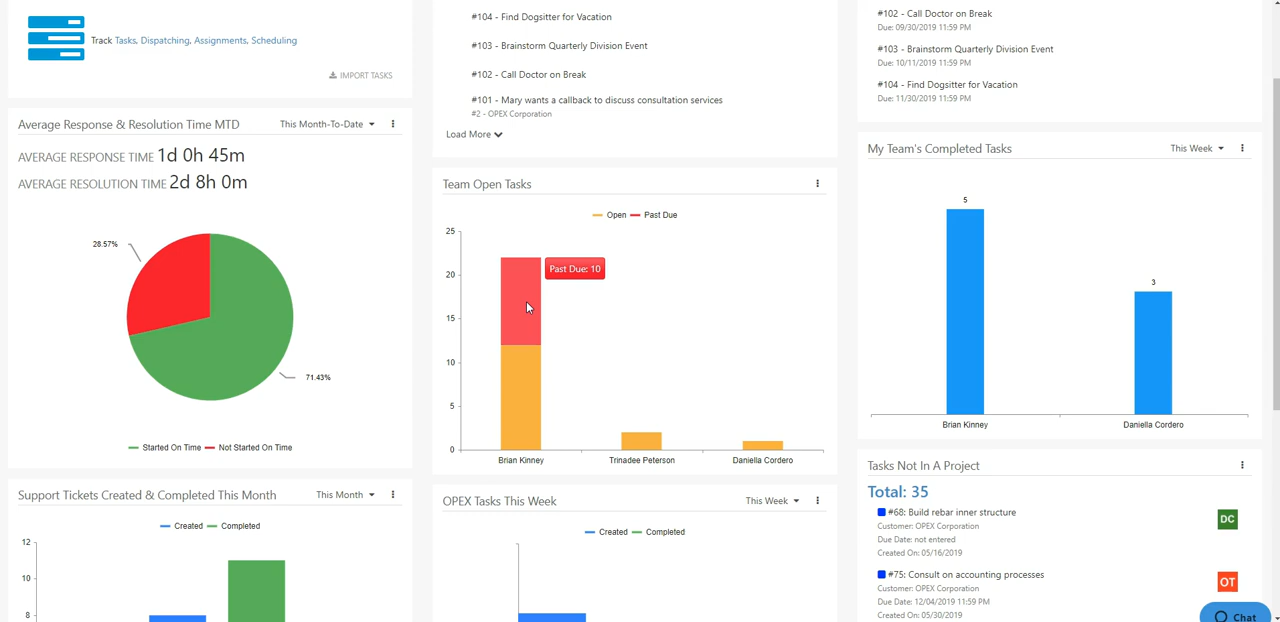 Track Tasks, Dispatching, Assignments, Scheduling
IMPORT TASKS
Average Response & Resolution Time MTD
This Month-To-Date
AVERAGE RESPONSE TIME 1d 0h 45m
AVERAGE RESOLUTION TIME 2d 8h 0m
28.57%
71.43%
Started On Time Not Started On Time
Support Tickets Created & Completed This Month
This Month
Created Completed
12
10
8
#104 - Find Dogsitter for Vacation
#103 - Brainstorm Quarterly Division Event
#102 - Call Doctor on Break
#101 - Mary wants a callback to discuss consultation services
#2 - OPEX Corporation
Load More
Team Open Tasks
Open Past Due
25
20
15
10
5
0
Past Due: 10
Brian Kinney Trinadee Peterson Daniella Cordero
OPEX Tasks This Week
This Week
Created Completed
#102 - Call Doctor on Break
Due: 09/30/2019 11:59 PM
#103 - Brainstorm Quarterly Division Event
Due: 10/11/2019 11:59 PM
#104 - Find Dogsitter for Vacation
Due: 11/30/2019 11:59 PM
My Team's Completed Tasks
This Week
5
3
Brian Kinney Daniella Cordero
Tasks Not In A Project
Total: 35
#68: Build rebar inner structure
Customer: OPEX Corporation
Due Date: not entered
Created On: 05/16/2019
DC
#75: Consult on accounting processes
Customer: OPEX Corporation
Due Date: 12/04/2019 11:59 PM
Created On: 05/30/2019
OT
Chat